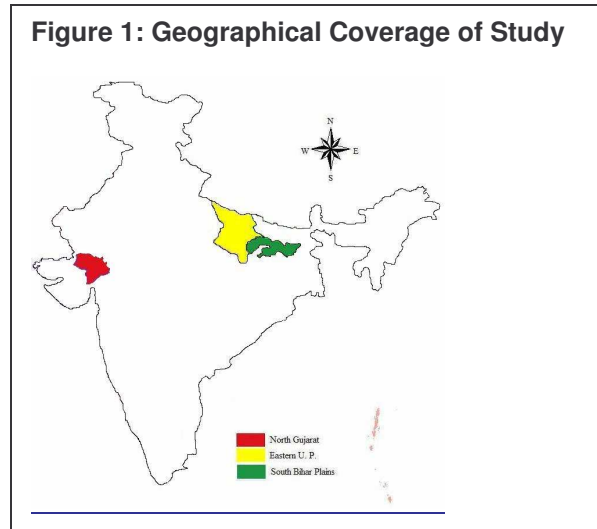 Figure 1: Geographical Coverage of Study
N
W E
S
North Gujarat
Eastern U. P.
South Bihar Plains